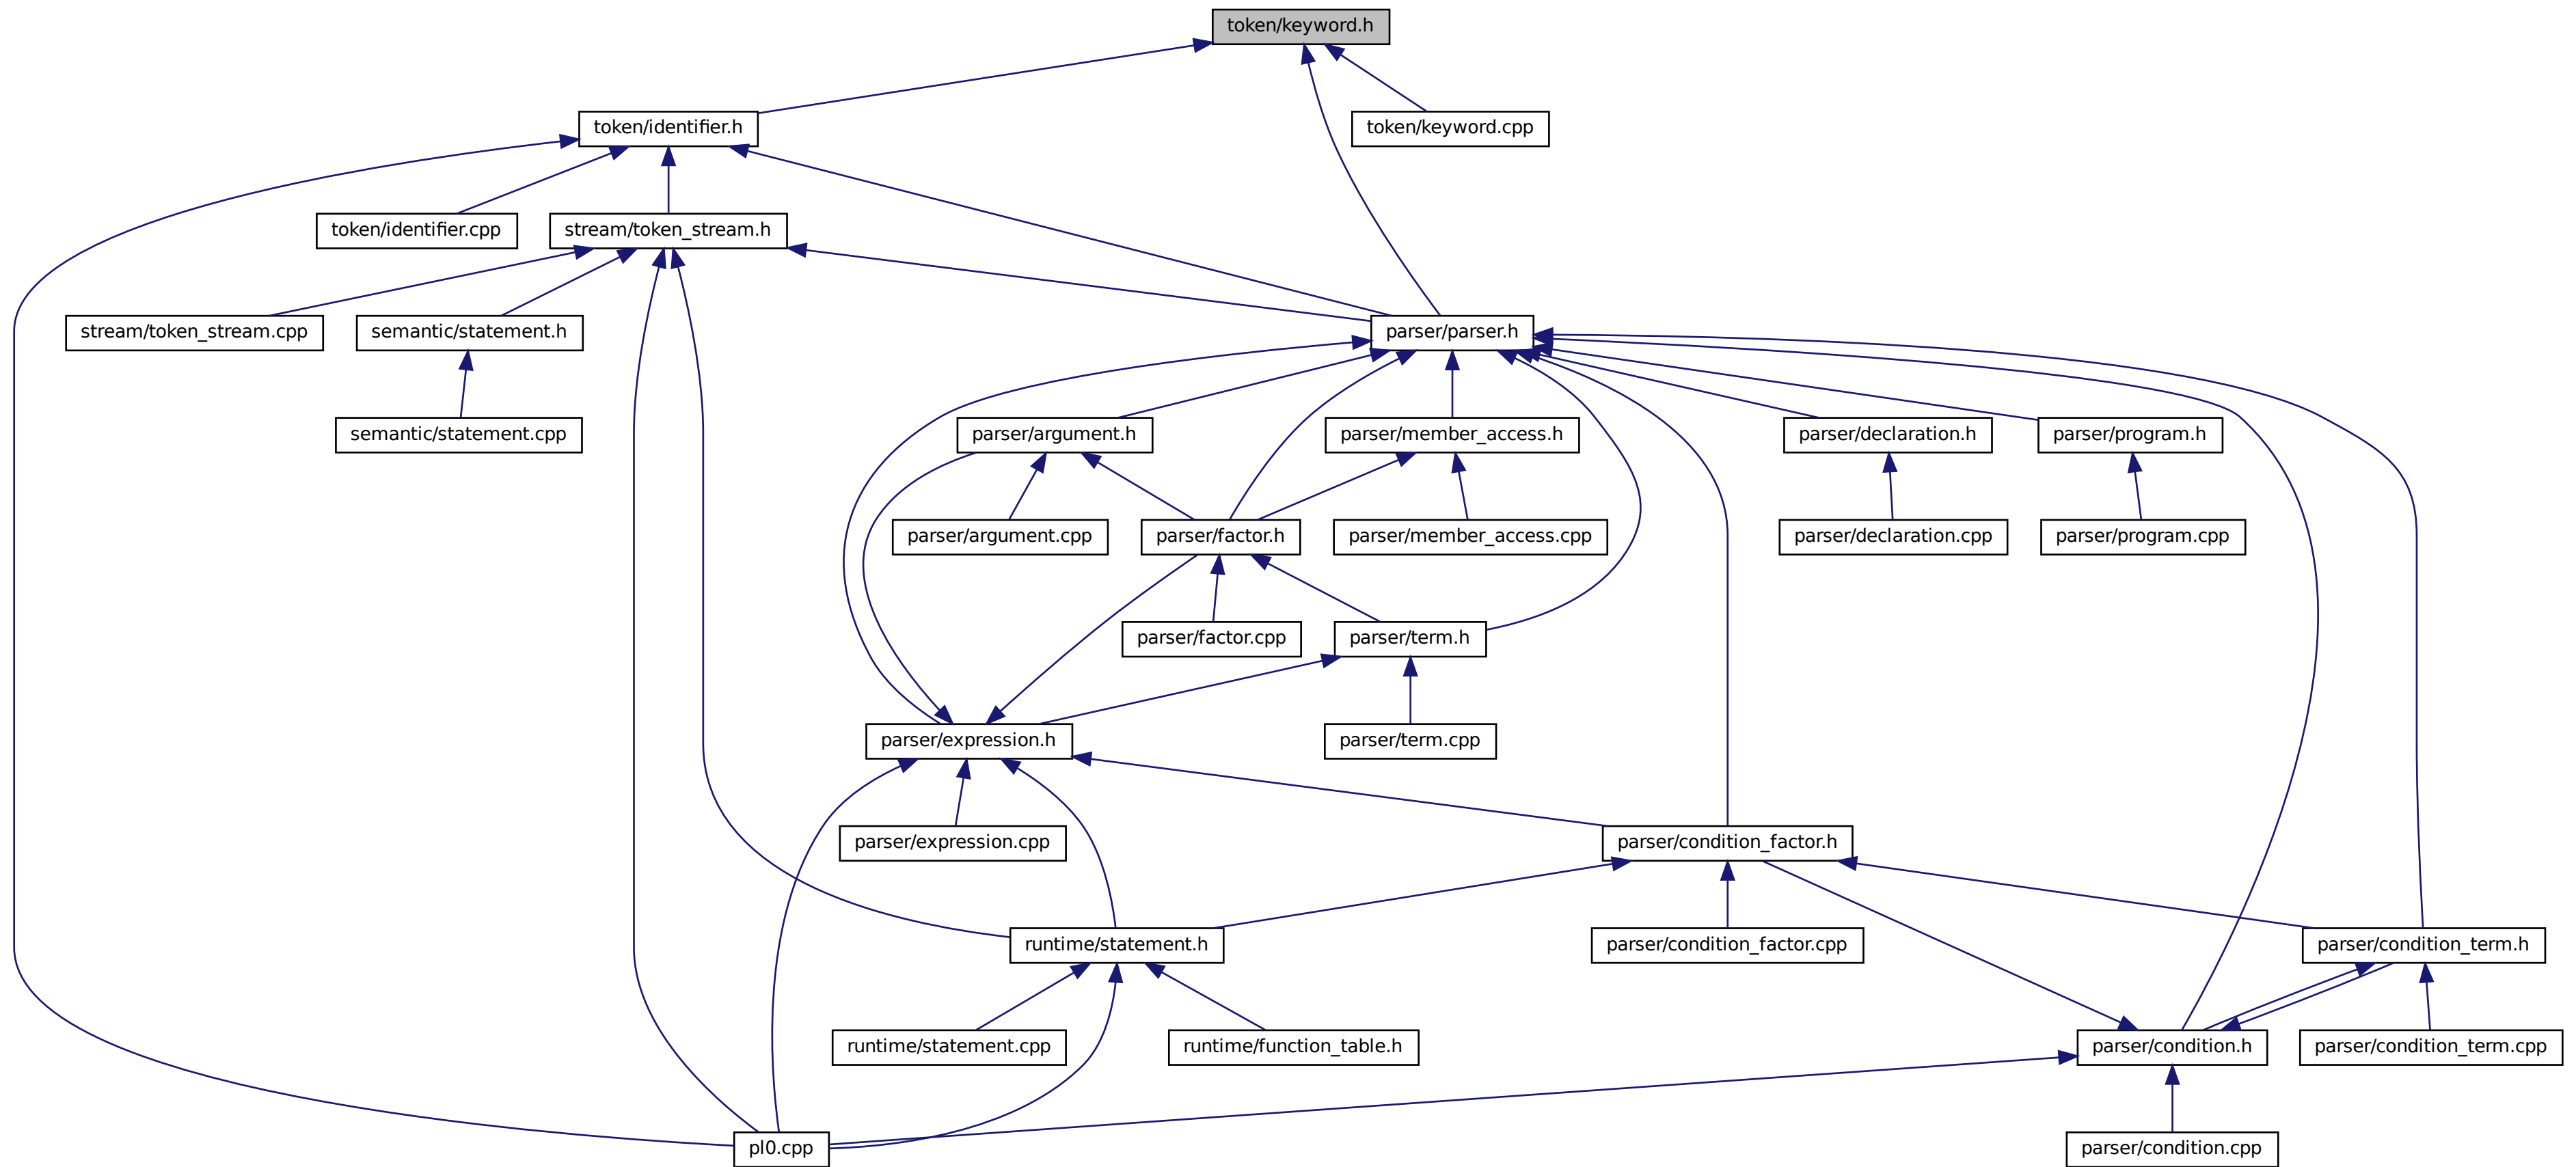 token/keyword.h
token/identifier.h
token/keyword.cpp
token/identifier.cpp
stream/token_stream.h
stream/token_stream.cpp
semantic/statement.h
parser/parser.h
semantic/statement.cpp
parser/argument.h
parser/member_access.h
parser/declaration.h
parser/program.h
parser/argument.cpp
parser/factor.h
parser/member_access.cpp
parser/declaration.cpp
parser/program.cpp
parser/factor.cpp
parser/term.h
parser/expression.h
parser/term.cpp
parser/expression.cpp
parser/condition_factor.h
runtime/statement.h
parser/condition_factor.cpp
parser/condition_term.h
runtime/statement.cpp
runtime/function_table.h
parser/condition.h
parser/condition_term.cpp
pl0.cpp
parser/condition.cpp